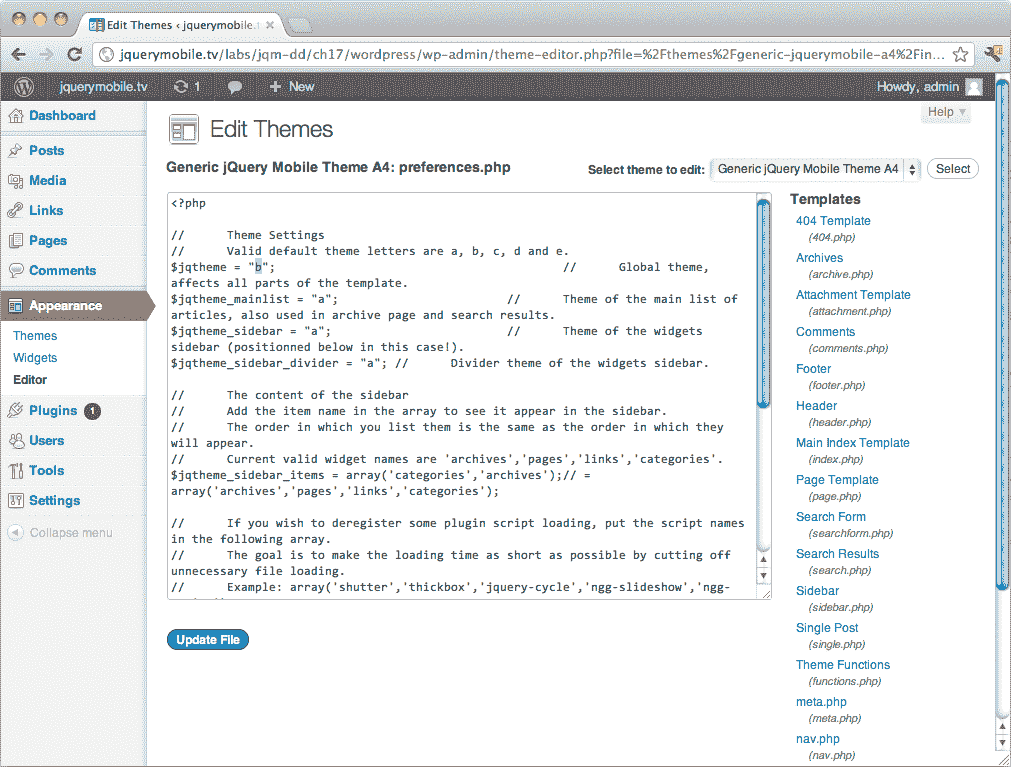 Edit Themes ‹ jquerymobile.t
jquerymobile.tv/labs/jqm-dd/ch17/wordpress/wp-admin/theme-editor.php?file=%2Fthemes%2Fgeneric-jquerymobile-a4%2Fin...
jquerymobile.tv 1 + New Howdy, admin
Help
Dashboard
Posts
Media
Links
Pages
Comments
Appearance
Themes
Widgets
Editor
Plugins 1
Users
Tools
Settings
Collapse menu
Edit Themes
Generic jQuery Mobile Theme A4: preferences.php
Select theme to edit: Generic jQuery Mobile Theme A4 Select
<?php
// Theme Settings
// Valid default theme letters are a, b, c, d and e.
$jqtheme = "b"; // Global theme,
affects all parts of the template.
$jqtheme_mainlist = "a"; // Theme of the main list of
articles, also used in archive page and search results.
$jqtheme_sidebar = "a"; // Theme of the widgets
sidebar (positionned below in this case!).
$jqtheme_sidebar_divider = "a"; // Divider theme of the widgets sidebar.
// The content of the sidebar
// Add the item name in the array to see it appear in the sidebar.
// The order in which you list them is the same as the order in which they
will appear.
// Current valid widget names are 'archives','pages','links','categories'.
$jqtheme_sidebar_items = array('categories','archives');// =
array('archives','pages','links','categories');
// If you wish to deregister some plugin script loading, put the script names
in the following array.
// The goal is to make the loading time as short as possible by cutting off
unnecessary file loading.
// Example: array('shutter','thickbox','jquery-cycle','ngg-slideshow','ngg-
Update File
Templates
404 Template
(404.php)
Archives
(archive.php)
Attachment Template
(attachment.php)
Comments
(comments.php)
Footer
(footer.php)
Header
(header.php)
Main Index Template
(index.php)
Page Template
(page.php)
Search Form
(searchform.php)
Search Results
(search.php)
Sidebar
(sidebar.php)
Single Post
(single.php)
Theme Functions
(functions.php)
meta.php
(meta.php)
nav.php
(nav.php)